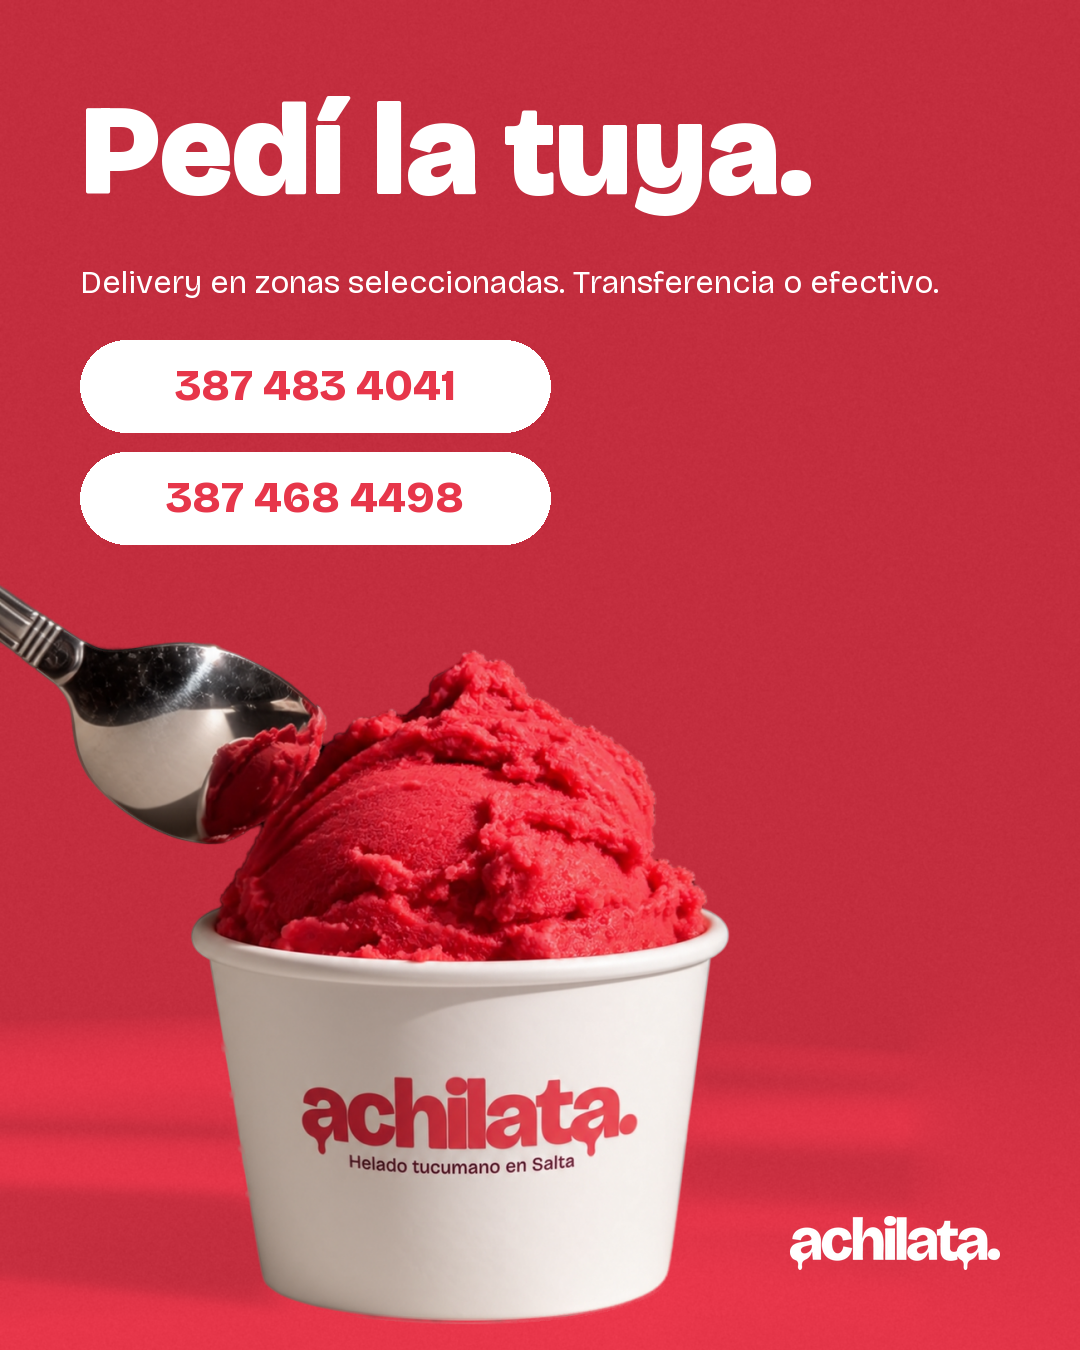 Pedí la tuya.
Delivery en zonas seleccionadas. Transferencia o efectivo.
387 483 4041
387 468 4498
achilata.
Helado tucumano en Salta
achilata.